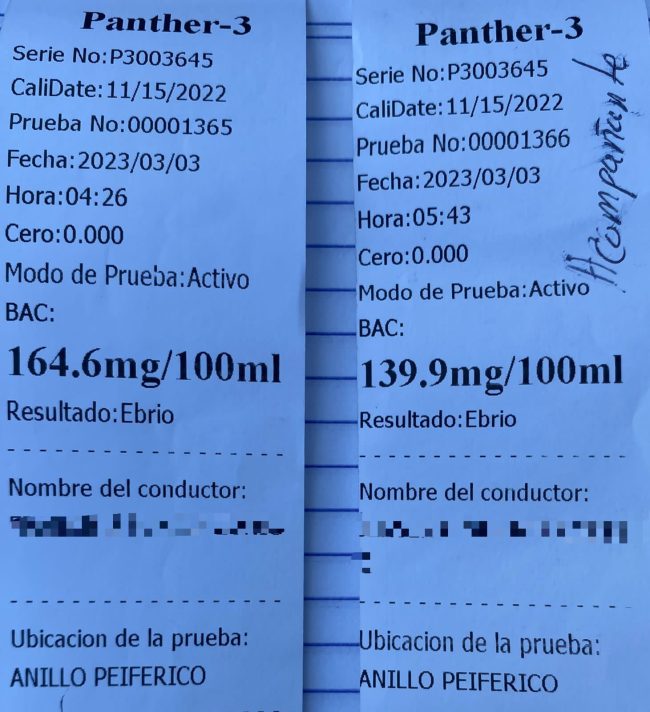 Panther-3
Serie No:P3003645
CaliDate:11/15/2022
Prueba No:00001365
Fecha:2023/03/03
Hora:04:26
Cero:0.000
Modo de Prueba:Activo
BAC:
164.6mg/100ml
Resultado:Ebrio
Nombre del conductor:
Ubicacion de la prueba:
ANILLO PEIFERICO
Panther-3
Serie No:P3003645
CaliDate:11/15/2022
Prueba No:00001366
Fecha:2023/03/03
Hora:05:43
Cero:0.000
Modo de Prueba:Activo
BAC:
139.9mg/100ml
Resultado:Ebrio
Nombre del conductor:
Ubicacion de la prueba:
ANILLO PEIFERICO
Acompañante